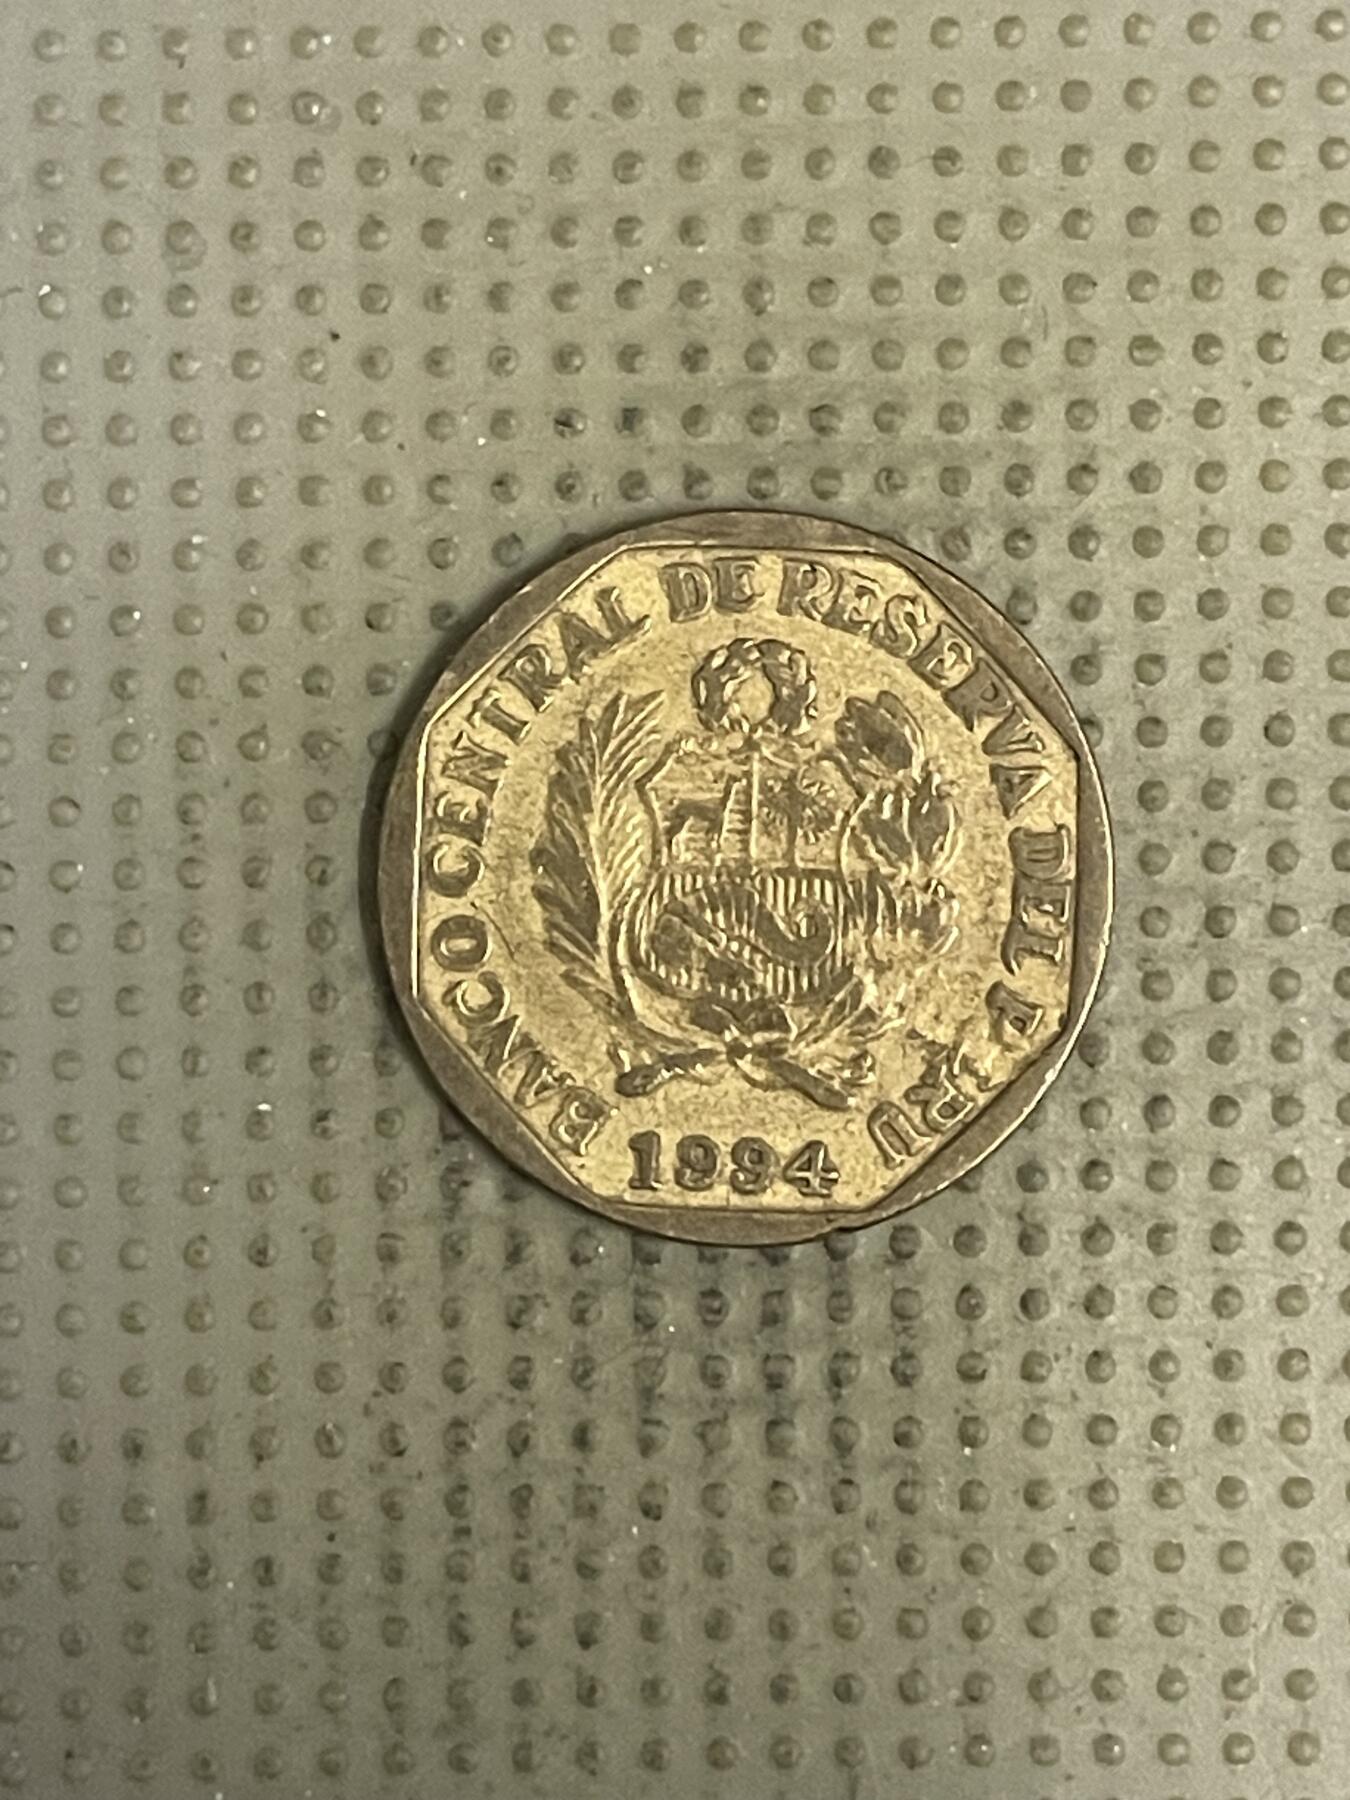 BANCO CENTRAL DE RESERVA DEL PERU
1994